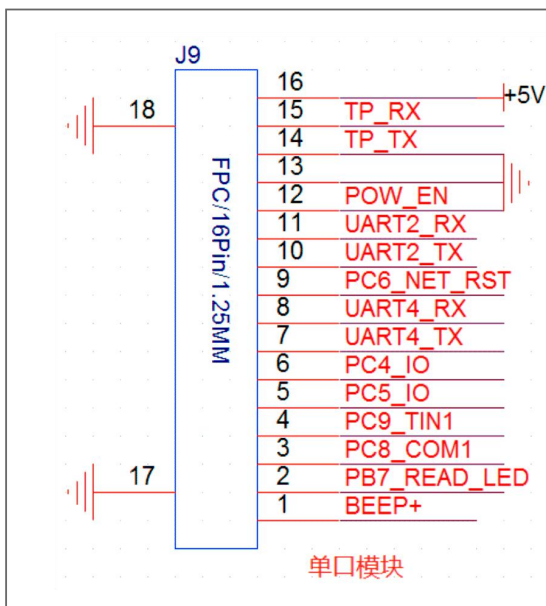 J9
16
+5V
18
15
TP_RX
14
TP_TX
13
12
POW_EN
11
UART2_RX
10
UART2_TX
9
PC6_NET_RST
8
UART4_RX
7
UART4_TX
6
PC4_IO
5
PC5_IO
4
PC9_TIN1
3
PC8_COM1
17
2
PB7_READ_LED
1
BEEP+
FPC/16Pin/1.25MM
单口模块